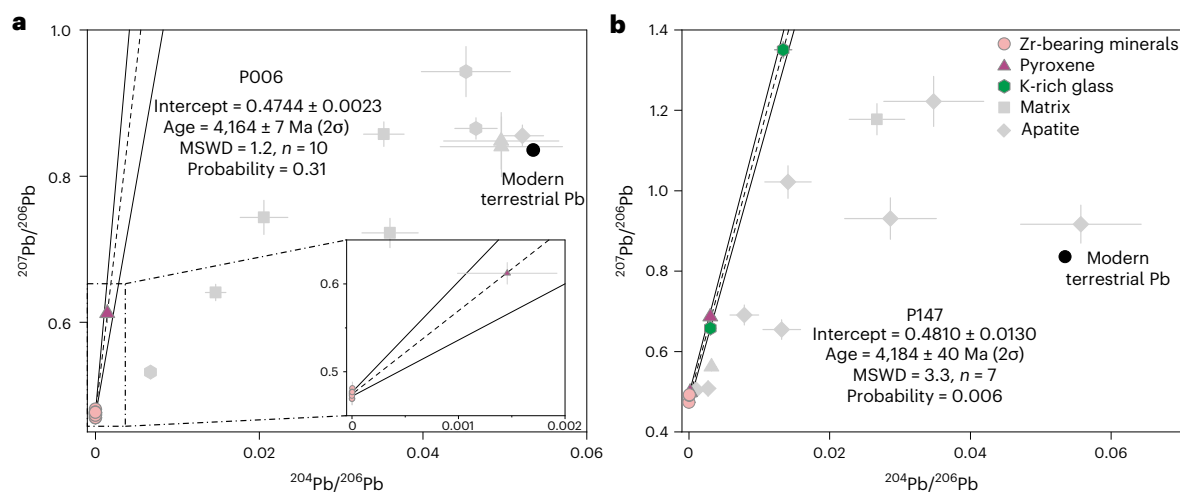 a
1.0
0.8
0.6
207Pb/206Pb
P006
Intercept = 0.4744 ± 0.0023
Age = 4,164 ± 7 Ma (2σ)
MSWD = 1.2, n = 10
Probability = 0.31
Modern
terrestrial Pb
0.6
0.5
0 0.001 0.002
0 0.02 0.04 0.06
204Pb/206Pb
b
1.4
1.2
1.0
0.8
0.6
0.4
207Pb/206Pb
Zr-bearing minerals
Pyroxene
K-rich glass
Matrix
Apatite
Modern
terrestrial Pb
P147
Intercept = 0.4810 ± 0.0130
Age = 4,184 ± 40 Ma (2σ)
MSWD = 3.3, n = 7
Probability = 0.006
0 0.02 0.04 0.06
204Pb/206Pb